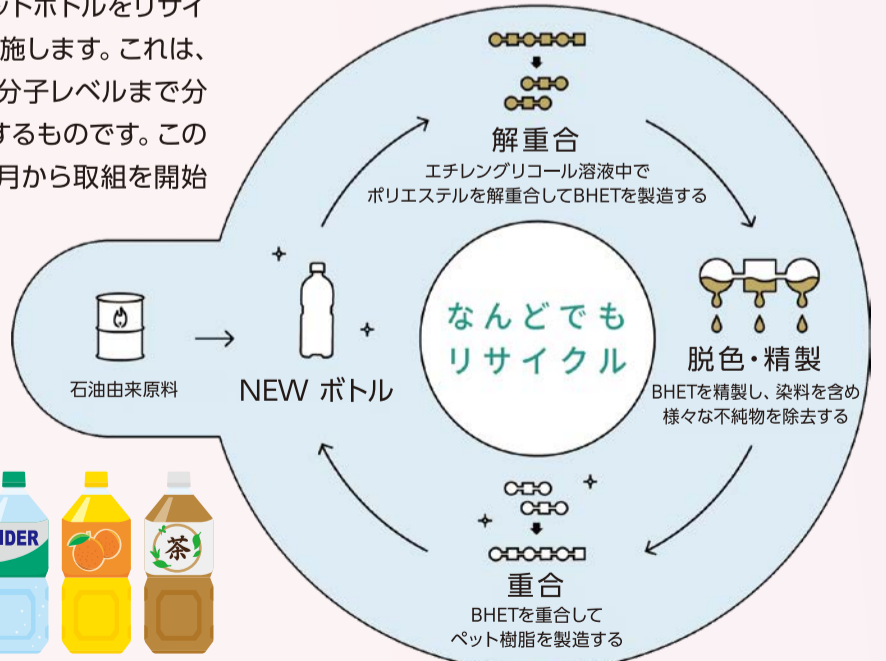 ットボトルをリサイ
施します。これは、
分子レベルまで分
するものです。この
月から取組を開始
解重合
エチレングリコール溶液中で
ポリエステルを解重合してBHETを製造する
なんどでも
リサイクル
脱色・精製
BHETを精製し、染料を含め
様々な不純物を除去する
石油由来原料
NEW ボトル
重合
BHETを重合して
ペット樹脂を製造する
IDER
茶